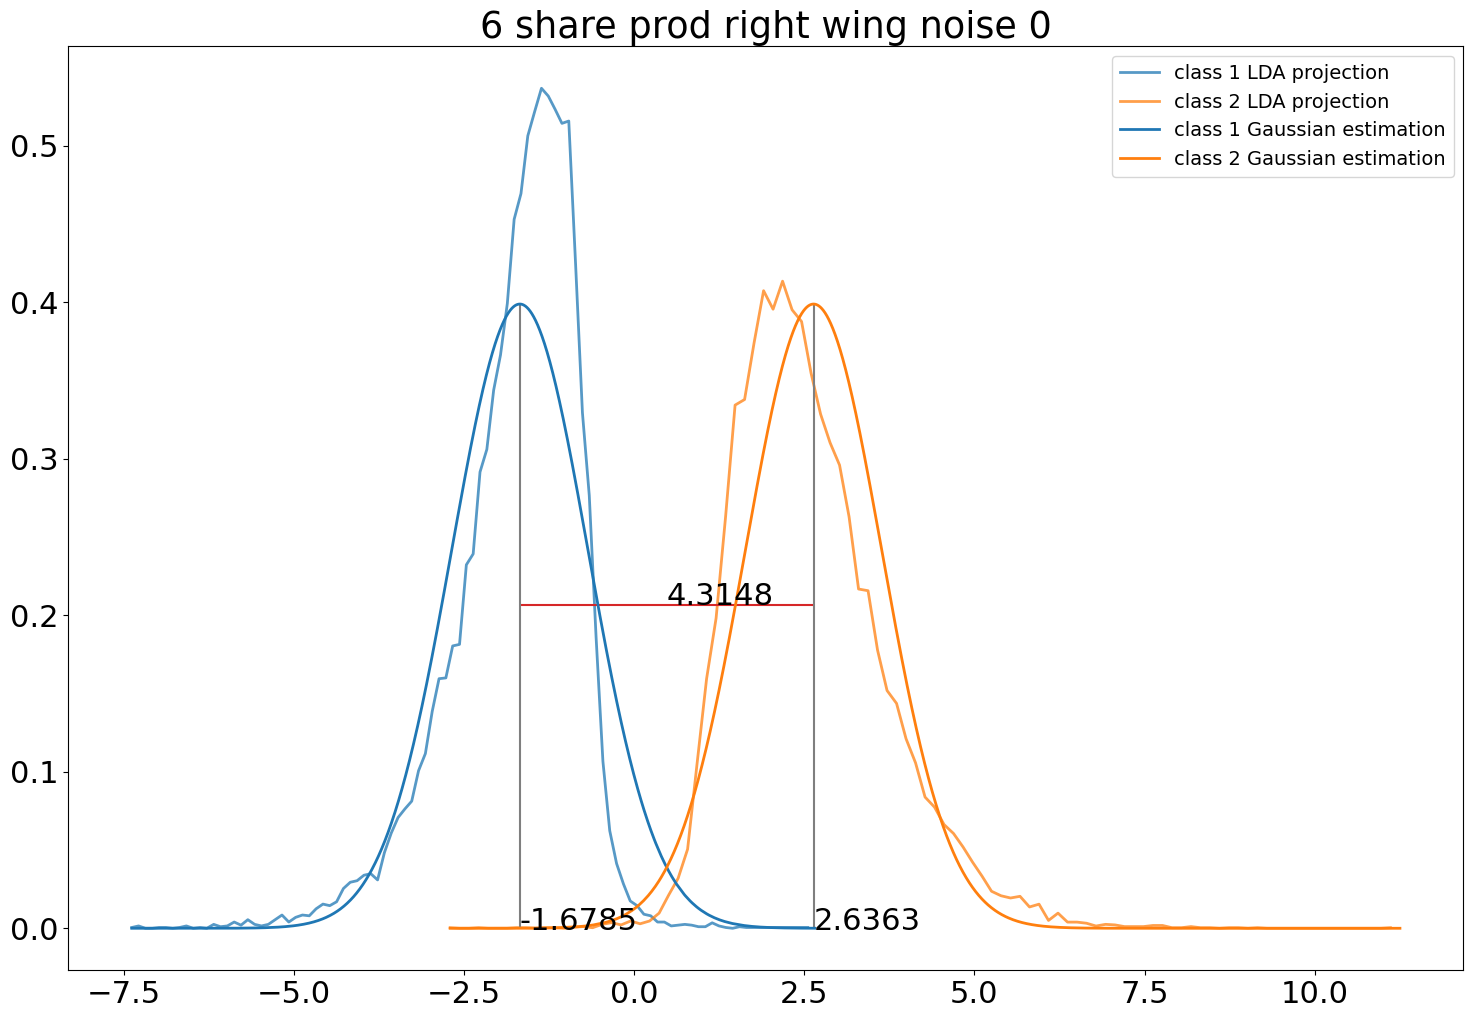 6 share prod right wing noise 0
class 1 LDA projection
class 2 LDA projection
class 1 Gaussian estimation
class 2 Gaussian estimation
0.5
0.4
0.3
0.2
0.1
0.0
4.3148
-1.6785
2.6363
−7.5 −5.0 −2.5 0.0 2.5 5.0 7.5 10.0